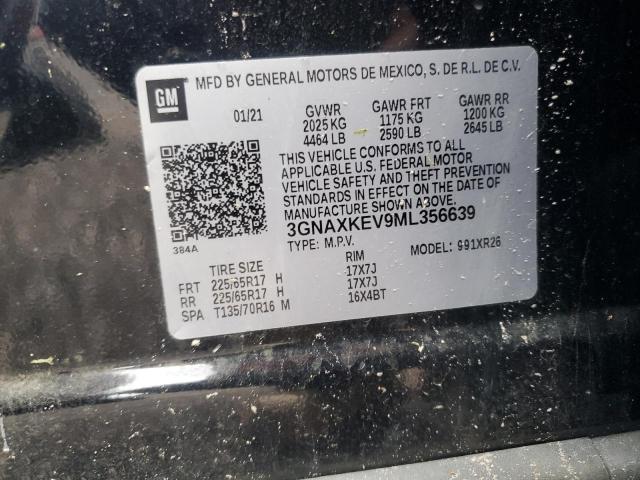 GM
MFD BY GENERAL MOTORS DE MEXICO, S. DE R.L. DE C.V.
01/21 GVWR GAWR FRT GAWR RR
2025 KG 1175 KG 1200 KG
4464 LB 2590 LB 2645 LB
THIS VEHICLE CONFORMS TO ALL
APPLICABLE U.S. FEDERAL MOTOR
VEHICLE SAFETY AND THEFT PREVENTION
STANDARDS IN EFFECT ON THE DATE OF
MANUFACTURE SHOWN ABOVE.
3GNAXKEV9ML356639
384A
TYPE: M.P.V. MODEL: 991XR26
TIRE SIZE RIM
FRT 225/65R17 H 17X7J
RR 225/65R17 H 17X7J
SPA T135/70R16 M 16X4BT